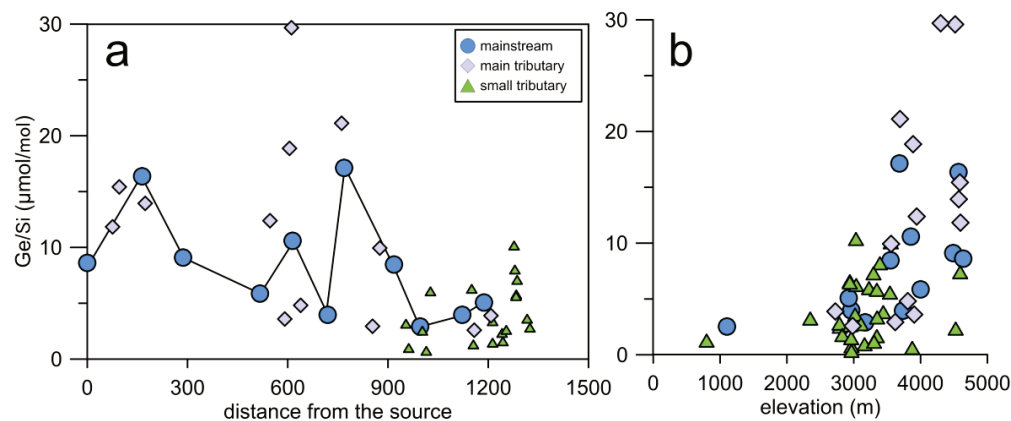 a
30
20
10
0
Ge/Si (µmol/mol)
0 300 600 900 1200 1500
distance from the source
mainstream
main tributary
small tributary
b
30
20
10
0
0 1000 2000 3000 4000 5000
elevation (m)